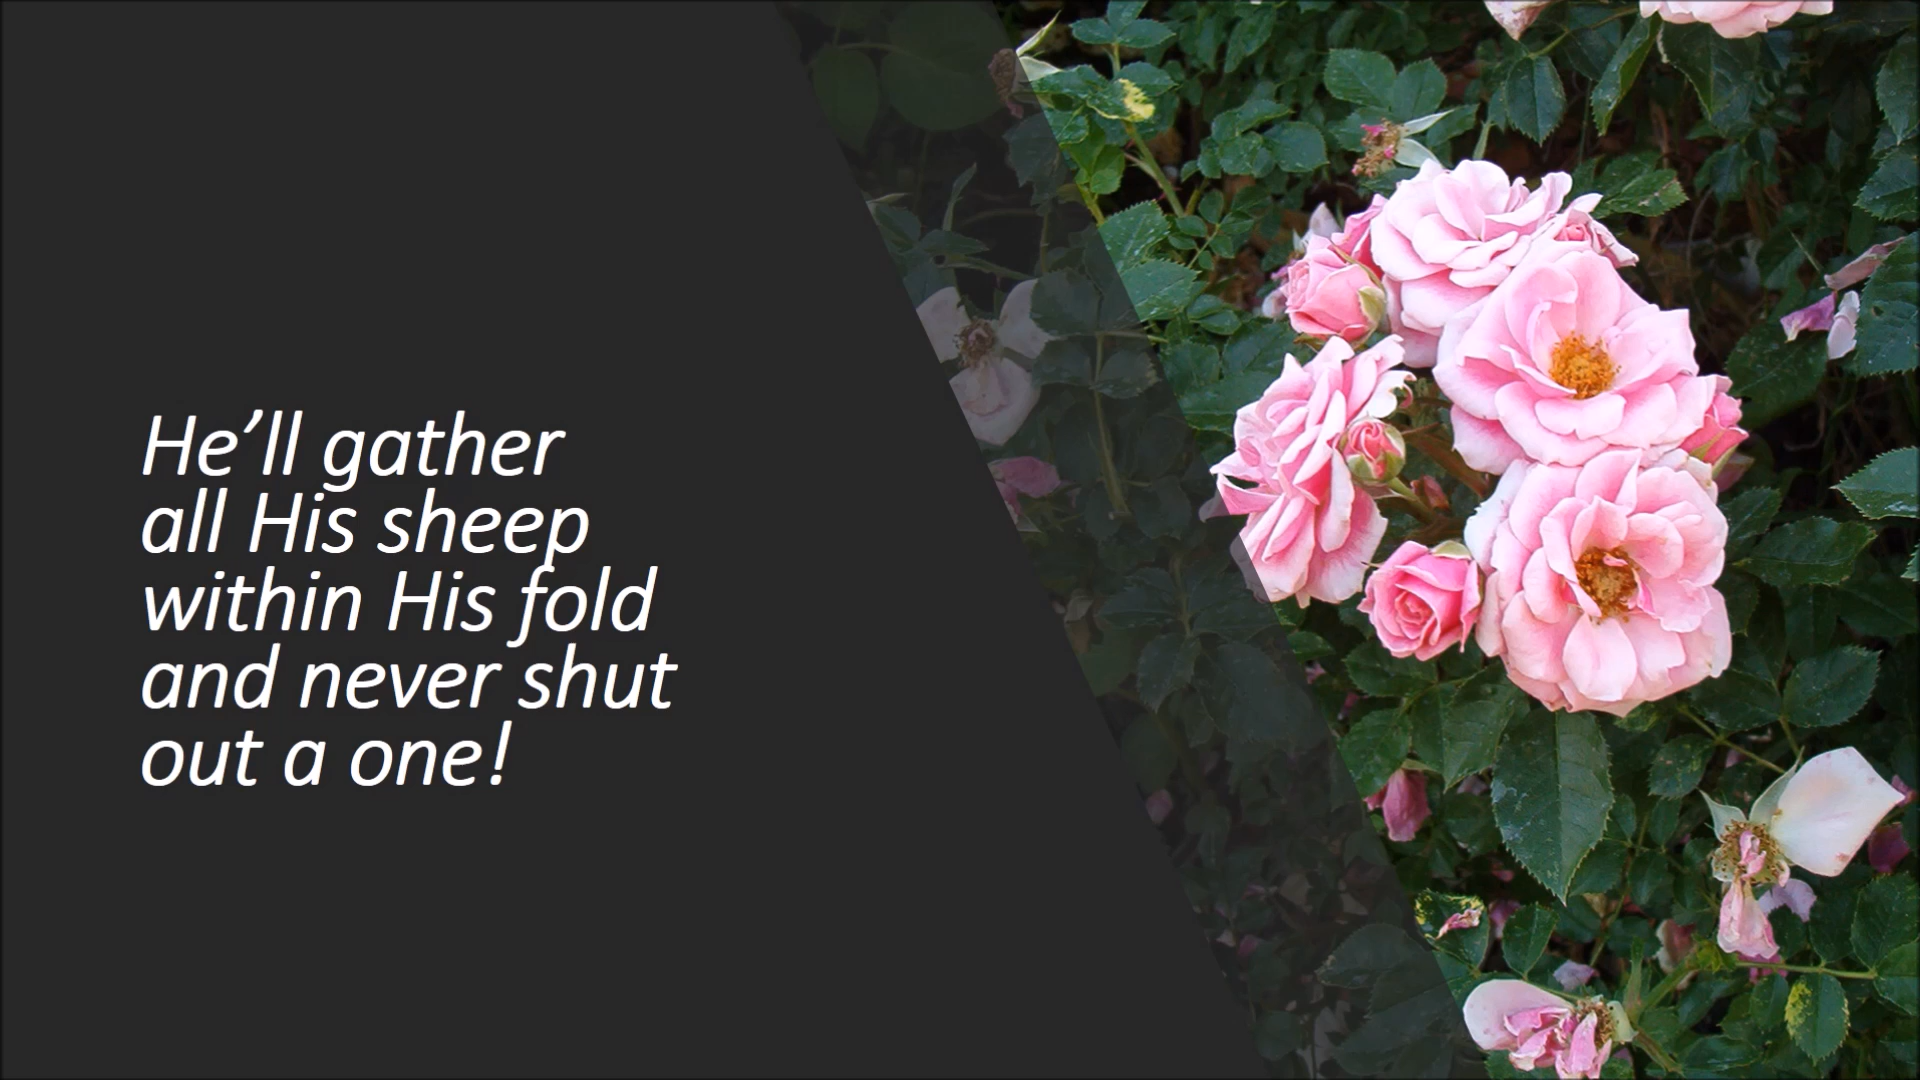 He’ll gather
all His sheep
within His fold
and never shut
out a one!